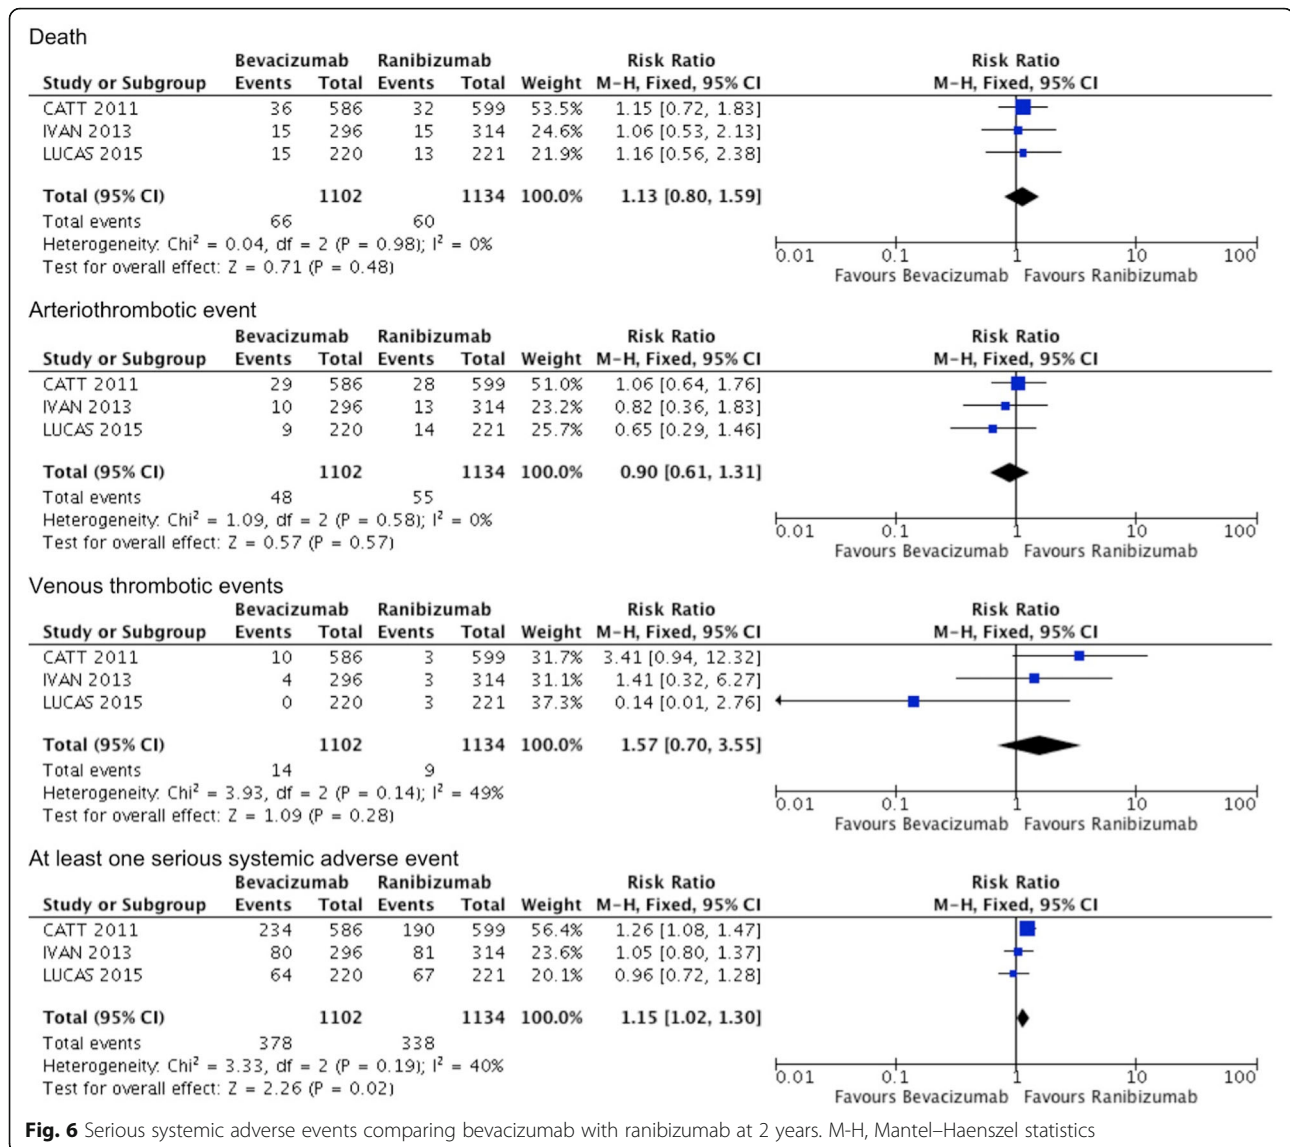 Death
Bevacizumab Ranibizumab Risk Ratio Risk Ratio
Study or Subgroup Events Total Events Total Weight M-H, Fixed, 95% CI M-H, Fixed, 95% CI
CATT 2011 36 586 32 599 53.5% 1.15 [0.72, 1.83]
IVAN 2013 15 296 15 314 24.6% 1.06 [0.53, 2.13]
LUCAS 2015 15 220 13 221 21.9% 1.16 [0.56, 2.38]
Total (95% CI) 1102 1134 100.0% 1.13 [0.80, 1.59]
Total events 66 60
Heterogeneity: Chi² = 0.04, df = 2 (P = 0.98); I² = 0%
Test for overall effect: Z = 0.71 (P = 0.48)
0.01 0.1 1 10 100
Favours Bevacizumab Favours Ranibizumab
Arteriothrombotic event
Bevacizumab Ranibizumab Risk Ratio Risk Ratio
Study or Subgroup Events Total Events Total Weight M-H, Fixed, 95% CI M-H, Fixed, 95% CI
CATT 2011 29 586 28 599 51.0% 1.06 [0.64, 1.76]
IVAN 2013 10 296 13 314 23.2% 0.82 [0.36, 1.83]
LUCAS 2015 9 220 14 221 25.7% 0.65 [0.29, 1.46]
Total (95% CI) 1102 1134 100.0% 0.90 [0.61, 1.31]
Total events 48 55
Heterogeneity: Chi² = 1.09, df = 2 (P = 0.58); I² = 0%
Test for overall effect: Z = 0.57 (P = 0.57)
0.01 0.1 1 10 100
Favours Bevacizumab Favours Ranibizumab
Venous thrombotic events
Bevacizumab Ranibizumab Risk Ratio Risk Ratio
Study or Subgroup Events Total Events Total Weight M-H, Fixed, 95% CI M-H, Fixed, 95% CI
CATT 2011 10 586 3 599 31.7% 3.41 [0.94, 12.32]
IVAN 2013 4 296 3 314 31.1% 1.41 [0.32, 6.27]
LUCAS 2015 0 220 3 221 37.3% 0.14 [0.01, 2.76]
Total (95% CI) 1102 1134 100.0% 1.57 [0.70, 3.55]
Total events 14 9
Heterogeneity: Chi² = 3.93, df = 2 (P = 0.14); I² = 49%
Test for overall effect: Z = 1.09 (P = 0.28)
0.01 0.1 1 10 100
Favours Bevacizumab Favours Ranibizumab
At least one serious systemic adverse event
Bevacizumab Ranibizumab Risk Ratio Risk Ratio
Study or Subgroup Events Total Events Total Weight M-H, Fixed, 95% CI M-H, Fixed, 95% CI
CATT 2011 234 586 190 599 56.4% 1.26 [1.08, 1.47]
IVAN 2013 80 296 81 314 23.6% 1.05 [0.80, 1.37]
LUCAS 2015 64 220 67 221 20.1% 0.96 [0.72, 1.28]
Total (95% CI) 1102 1134 100.0% 1.15 [1.02, 1.30]
Total events 378 338
Heterogeneity: Chi² = 3.33, df = 2 (P = 0.19); I² = 40%
Test for overall effect: Z = 2.26 (P = 0.02)
0.01 0.1 1 10 100
Favours Bevacizumab Favours Ranibizumab
Fig. 6 Serious systemic adverse events comparing bevacizumab with ranibizumab at 2 years. M-H, Mantel–Haenszel statistics